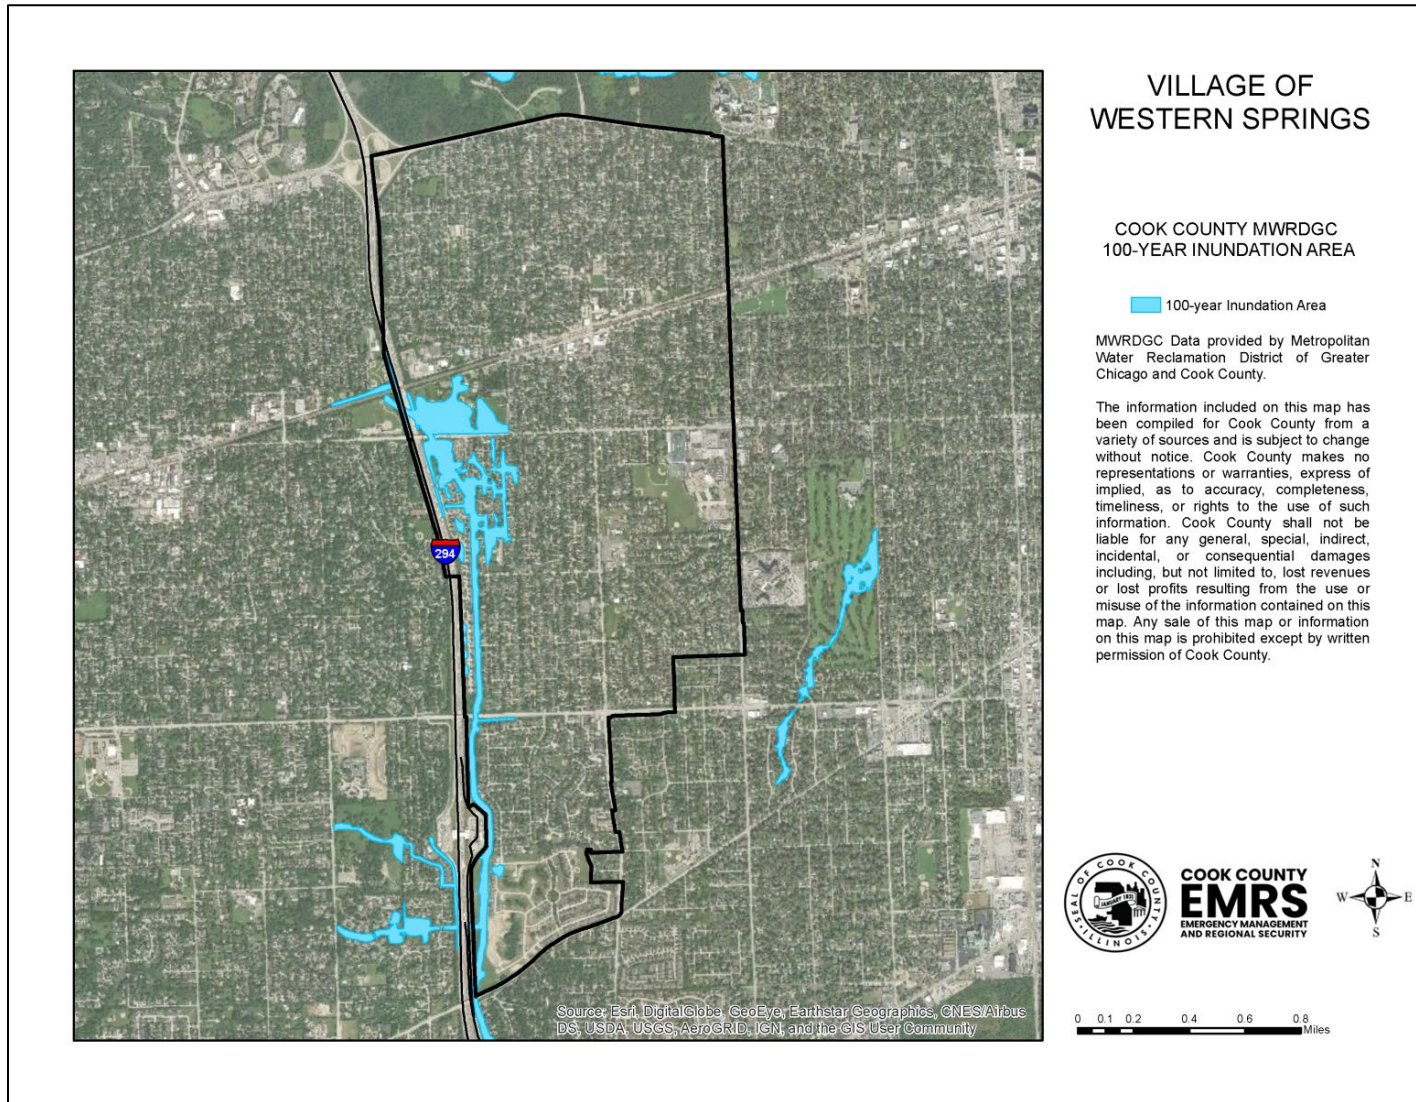 VILLAGE OF
WESTERN SPRINGS
COOK COUNTY MWRDGC
100-YEAR INUNDATION AREA
100-year Inundation Area
MWRDGC Data provided by Metropolitan
Water Reclamation District of Greater
Chicago and Cook County.
The information included on this map has
been compiled for Cook County from a
variety of sources and is subject to change
without notice. Cook County makes no
representations or warranties, express of
implied, as to accuracy, completeness,
timeliness, or rights to the use of such
information. Cook County shall not be
liable for any general, special, indirect,
incidental, or consequential damages
including, but not limited to, lost revenues
or lost profits resulting from the use or
misuse of the information contained on this
map. Any sale of this map or information
on this map is prohibited except by written
permission of Cook County.
294
SEAL OF COOK COUNTY
JANUARY 1831
ILLINOIS
COOK COUNTY
EMRS
EMERGENCY MANAGEMENT
AND REGIONAL SECURITY
N
W E
S
Source: Esri, DigitalGlobe, GeoEye, Earthstar Geographics, CNES/Airbus
DS, USDA, USGS, AeroGRID, IGN, and the GIS User Community
0 0.1 0.2 0.4 0.6 0.8
Miles